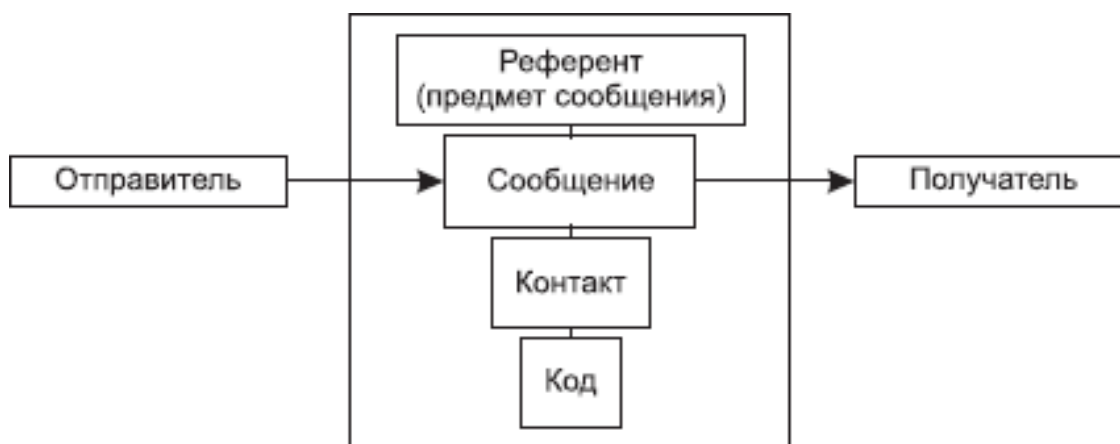 Референт
(предмет сообщения)
Отправитель
Сообщение
Получатель
Контакт
Код